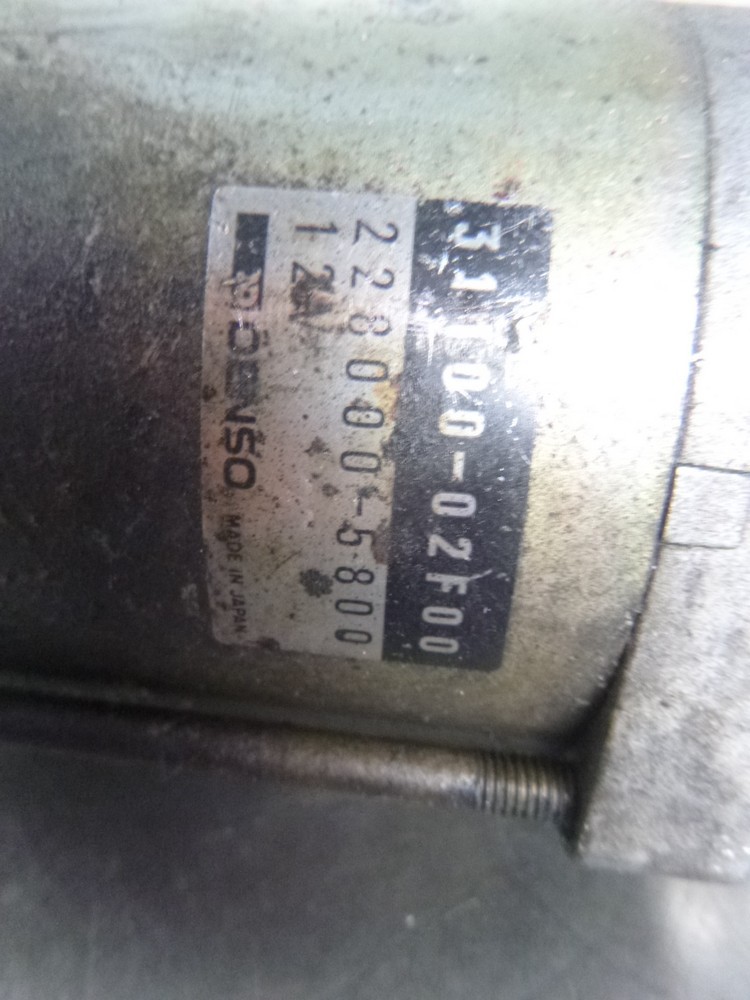 31100-02F00
228000-5800
12V
DENSO MADE IN JAPAN